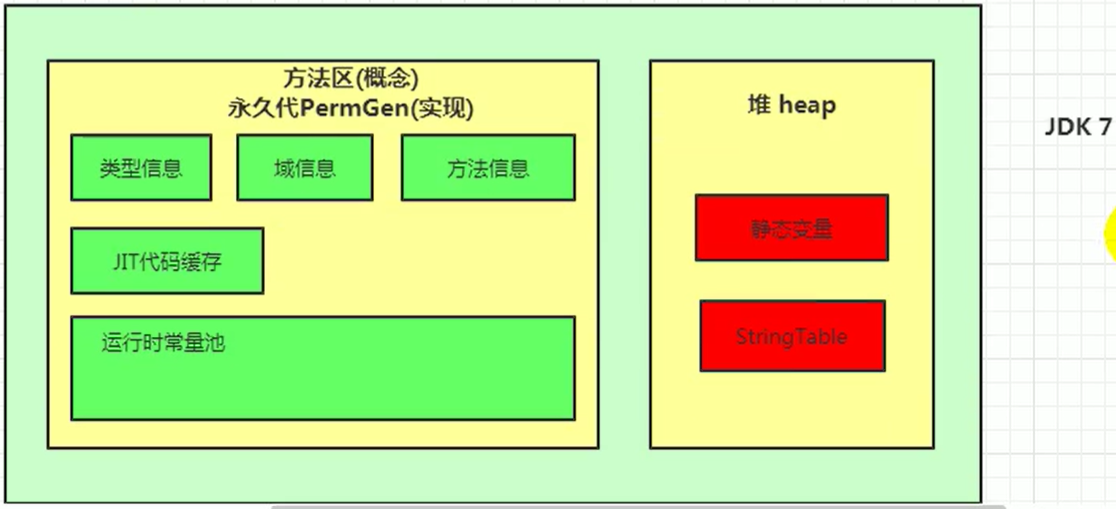 方法区(概念)
永久代PermGen(实现)
类型信息
域信息
方法信息
JIT代码缓存
运行时常量池
堆 heap
静态变量
StringTable
JDK 7